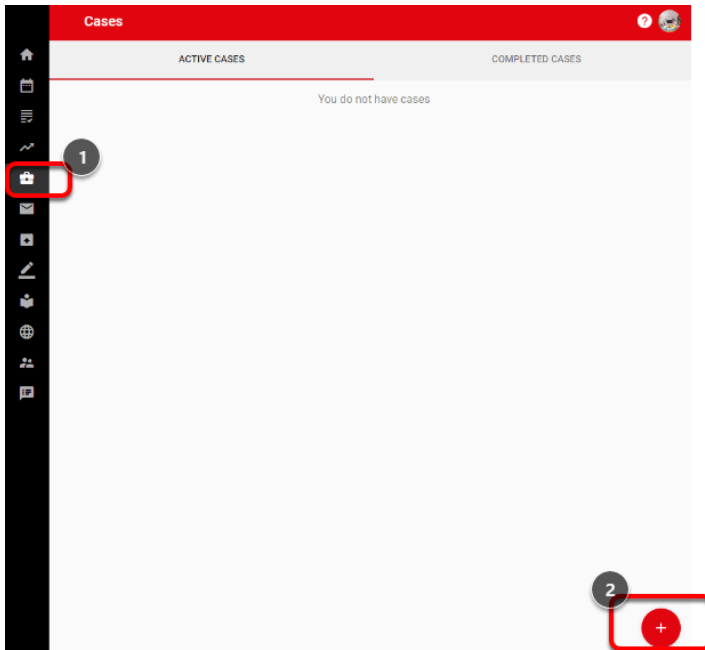 Cases
?
ACTIVE CASES
COMPLETED CASES
You do not have cases
1
2
+